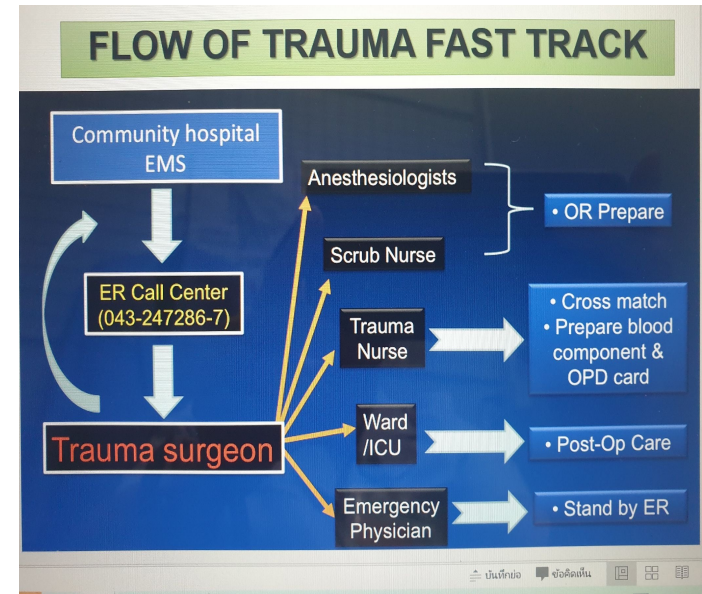 FLOW OF TRAUMA FAST TRACK
Community hospital
EMS
ER Call Center
(043-247286-7)
Trauma surgeon
Anesthesiologists
Scrub Nurse
Trauma
Nurse
Ward
/ICU
Emergency
Physician
• OR Prepare
• Cross match
• Prepare blood
component &
OPD card
• Post-Op Care
• Stand by ER
บันทึกย่อ
ข้อคิดเห็น